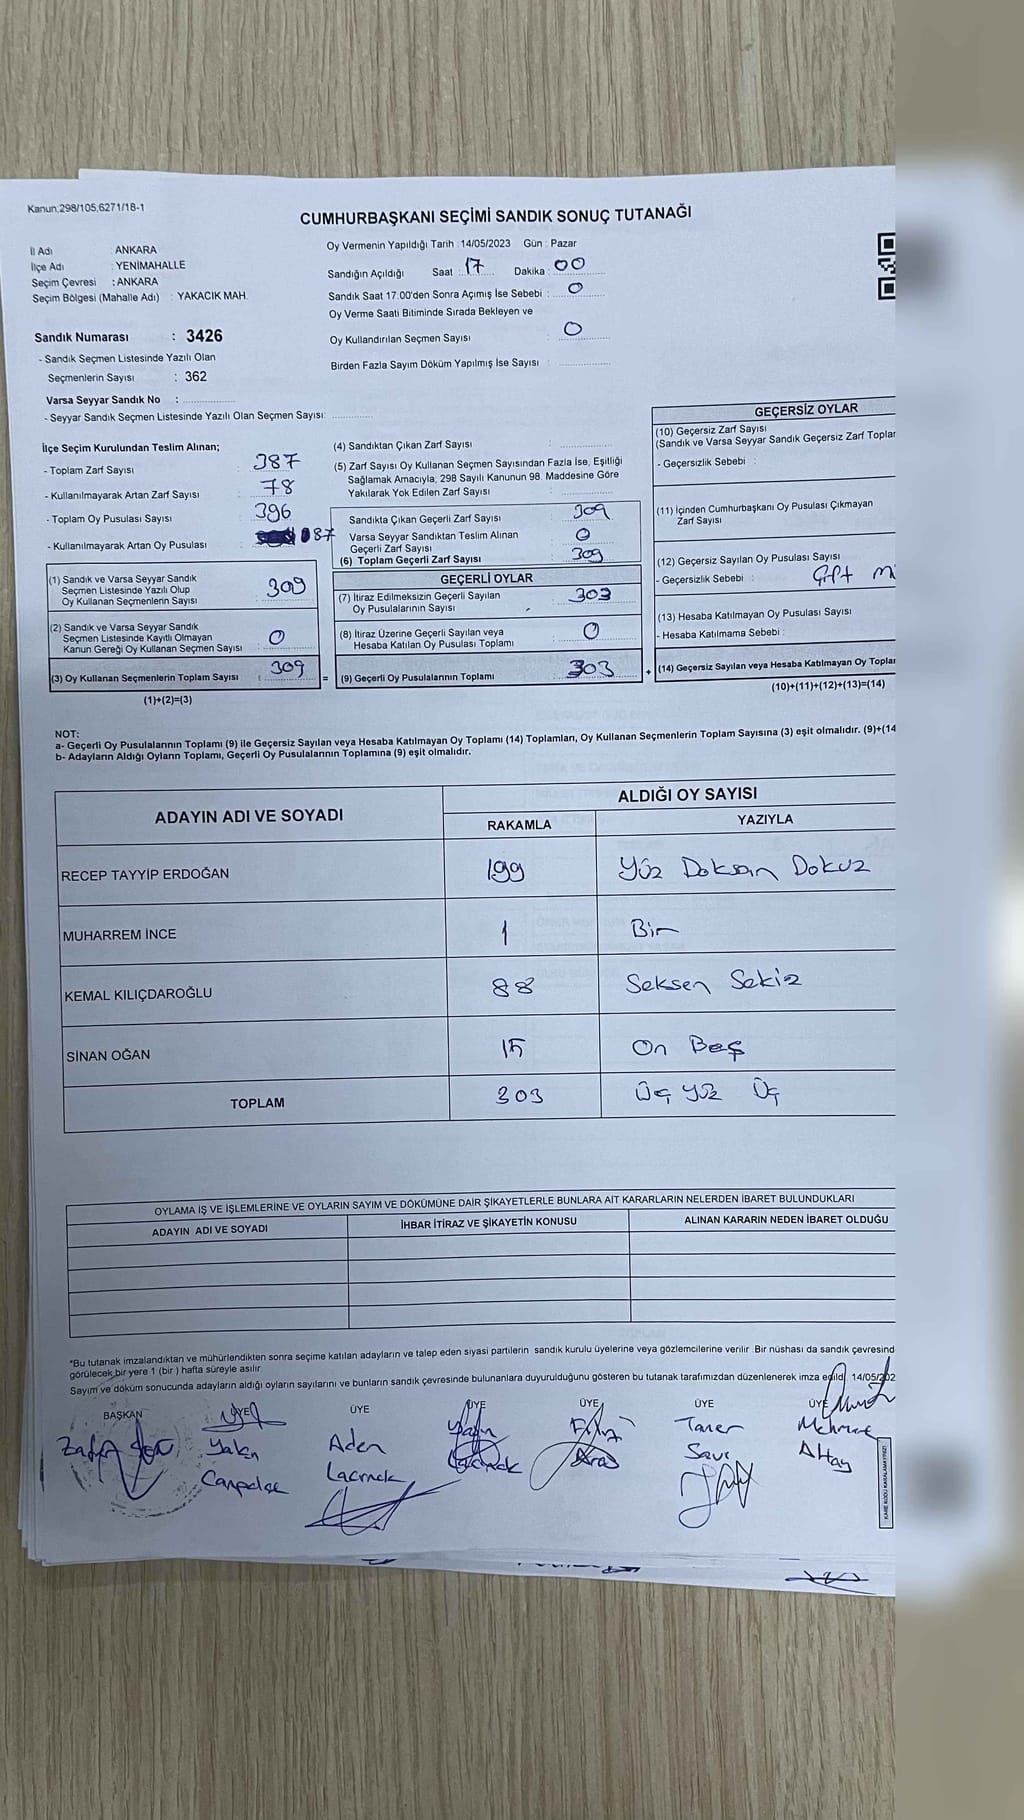 Kanun;298/105,6271/18-1
CUMHURBAŞKANI SEÇİMİ SANDIK SONUÇ TUTANAĞI
İl Adı : ANKARA
İlçe Adı : YENİMAHALLE
Seçim Çevresi : ANKARA
Seçim Bölgesi (Mahalle Adı) : YAKACIK MAH.
Sandık Numarası : 3426
- Sandık Seçmen Listesinde Yazılı Olan
Seçmenlerin Sayısı : 362
Varsa Seyyar Sandık No :
- Seyyar Sandık Seçmen Listesinde Yazılı Olan Seçmen Sayısı:
Oy Vermenin Yapıldığı Tarih : 14/05/2023 Gün : Pazar
Sandığın Açıldığı Saat : 17 Dakika : 00
Sandık Saat 17:00'den Sonra Açımış İse Sebebi : 0
Oy Verme Saati Bitiminde Sırada Bekleyen ve
Oy Kullandırılan Seçmen Sayısı : 0
Birden Fazla Sayım Döküm Yapılmış İse Sayısı :
İlçe Seçim Kurulundan Teslim Alınan;
- Toplam Zarf Sayısı : 387
- Kullanılmayarak Artan Zarf Sayısı : 78
- Toplam Oy Pusulası Sayısı : 396
- Kullanılmayarak Artan Oy Pusulası : 087
(1) Sandık ve Varsa Seyyar Sandık
Seçmen Listesinde Yazılı Olup
Oy Kullanan Seçmenlerin Sayısı : 309
(2) Sandık ve Varsa Seyyar Sandık
Seçmen Listesinde Kayıtlı Olmayan
Kanun Gereği Oy Kullanan Seçmen Sayısı : 0
(3) Oy Kullanan Seçmenlerin Toplam Sayısı : 309
(1)+(2)=(3)
(4) Sandıktan Çıkan Zarf Sayısı :
(5) Zarf Sayısı Oy Kullanan Seçmen Sayısından Fazla İse, Eşitliği
Sağlamak Amacıyla; 298 Sayılı Kanunun 98. Maddesine Göre
Yakılarak Yok Edilen Zarf Sayısı :
Sandıkta Çıkan Geçerli Zarf Sayısı : 309
Varsa Seyyar Sandıktan Teslim Alınan
Geçerli Zarf Sayısı : 0
(6) Toplam Geçerli Zarf Sayısı : 309
GEÇERLİ OYLAR
(7) İtiraz Edilmeksizin Geçerli Sayılan
Oy Pusulalarının Sayısı : 303
(8) İtiraz Üzerine Geçerli Sayılan veya
Hesaba Katılan Oy Pusulası Toplamı : 0
= (9) Geçerli Oy Pusulalarının Toplamı : 303 +
GEÇERSİZ OYLAR
(10) Geçersiz Zarf Sayısı
(Sandık ve Varsa Seyyar Sandık Geçersiz Zarf Toplar
- Geçersizlik Sebebi :
(11) İçinden Cumhurbaşkanı Oy Pusulası Çıkmayan
Zarf Sayısı
(12) Geçersiz Sayılan Oy Pusulası Sayısı
- Geçersizlik Sebebi :
(13) Hesaba Katılmayan Oy Pusulası Sayısı
- Hesaba Katılmama Sebebi :
(14) Geçersiz Sayılan veya Hesaba Katılmayan Oy Toplar
(10)+(11)+(12)+(13)=(14)
NOT:
a- Geçerli Oy Pusulalarının Toplamı (9) ile Geçersiz Sayılan veya Hesaba Katılmayan Oy Toplamı (14) Toplamları, Oy Kullanan Seçmenlerin Toplam Sayısına (3) eşit olmalıdır. (9)+(14
b- Adayların Aldığı Oyların Toplamı, Geçerli Oy Pusulalarının Toplamına (9) eşit olmalıdır.
ADAYIN ADI VE SOYADI ALDIĞI OY SAYISI
RAKAMLA YAZIYLA
RECEP TAYYİP ERDOĞAN 199 Yüz Doksan Dokuz
MUHARREM İNCE 1 Bir
KEMAL KILIÇDAROĞLU 88 Seksen Sekiz
SİNAN OĞAN 15 On Beş
TOPLAM 303 Üç yüz Üç
OYLAMA İŞ VE İŞLEMLERİNE VE OYLARIN SAYIM VE DÖKÜMÜNE DAİR ŞİKAYETLERLE BUNLARA AİT KARARLARIN NELERDEN İBARET BULUNDUKLARI
ADAYIN ADI VE SOYADI İHBAR İTİRAZ VE ŞİKAYETİN KONUSU ALINAN KARARIN NEDEN İBARET OLDUĞU
*Bu tutanak imzalandıktan ve mühürlendikten sonra seçime katılan adayların ve talep eden siyasi partilerin sandık kurulu üyelerine veya gözlemcilerine verilir. Bir nüshası da sandık çevresind
görülecek bir yere 1 (bir ) hafta süreyle asılır.
Sayım ve döküm sonucunda adayların aldığı oyların sayılarını ve bunların sandık çevresinde bulunanlara duyurulduğunu gösteren bu tutanak tarafımızdan düzenlenerek imza edildi. 14/05/202
BAŞKAN ÜYE ÜYE ÜYE ÜYE ÜYE ÜYE
Aden Taner Mehmet
Altay
KARE KODU KARALAMAYINIZ!